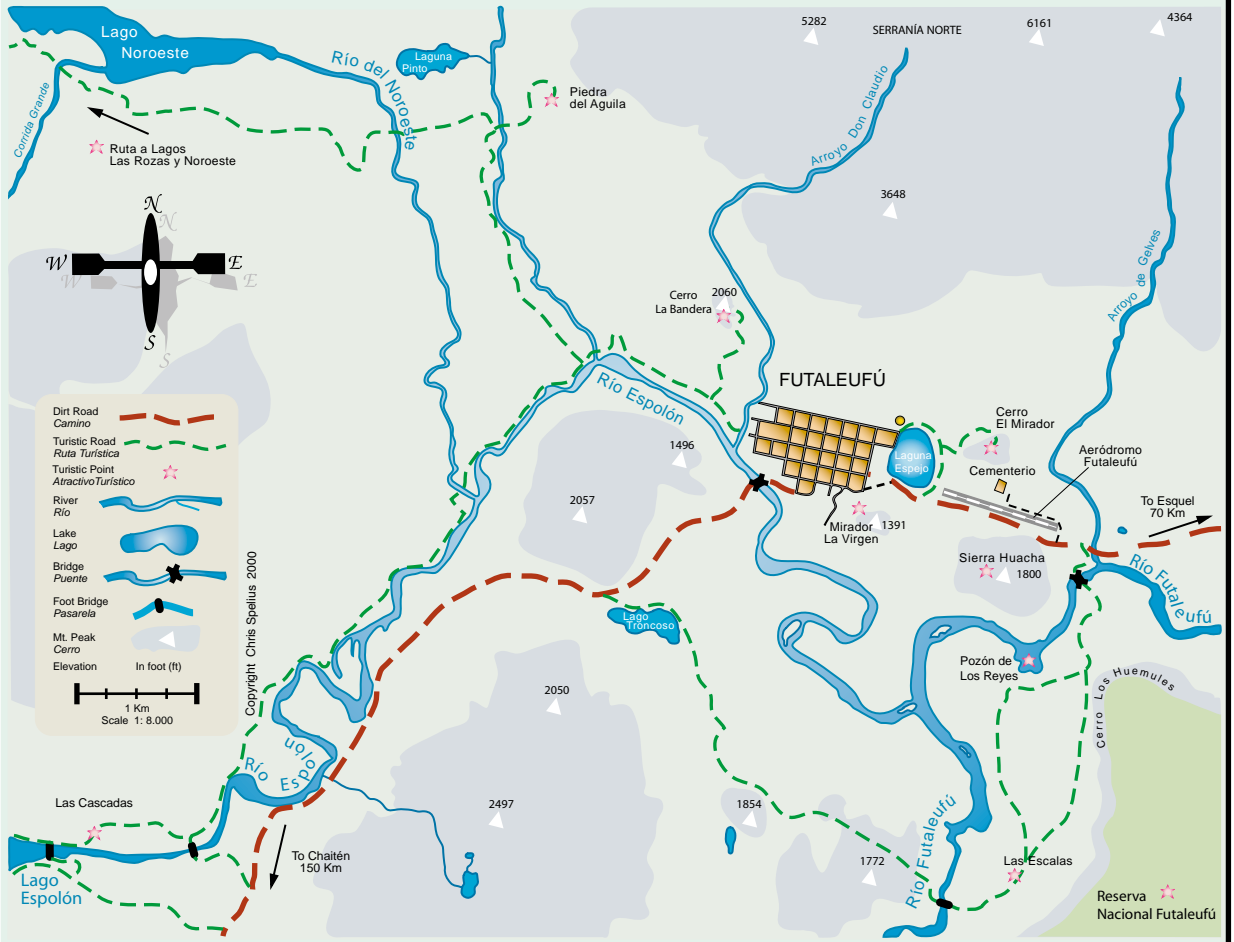 Lago
Noroeste
Río del Noroeste
Laguna
Pinto
Corrida Grande
Piedra
del Aguila
Ruta a Lagos
Las Rozas y Noroeste
5282
SERRANÍA NORTE
6161
4364
Arroyo Don Claudio
3648
Arroyo de Gelves
N
N
W
E
W
E
S
S
Cerro
La Bandera
2060
FUTALEUFÚ
Río Espolón
1496
2057
Laguna
Espejo
Cerro
El Mirador
Cementerio
Aeródromo
Futaleufú
To Esquel
70 Km
Mirador
La Virgen
1391
Sierra Huacha
1800
Río Futaleufú
Dirt Road
Camino
Turistic Road
Ruta Turística
Turistic Point
AtractivoTurístico
River
Río
Lake
Lago
Bridge
Puente
Foot Bridge
Pasarela
Mt. Peak
Cerro
Elevation
In foot (ft)
1 Km
Scale 1: 8.000
Copyright Chris Spelius 2000
Lago
Troncoso
Pozón de
Los Reyes
Cerro Los Huemules
2050
Río Espolón
2497
1854
1772
Las Cascadas
To Chaitén
150 Km
Lago
Espolón
Río Futaleufú
Las Escalas
Reserva
Nacional Futaleufú